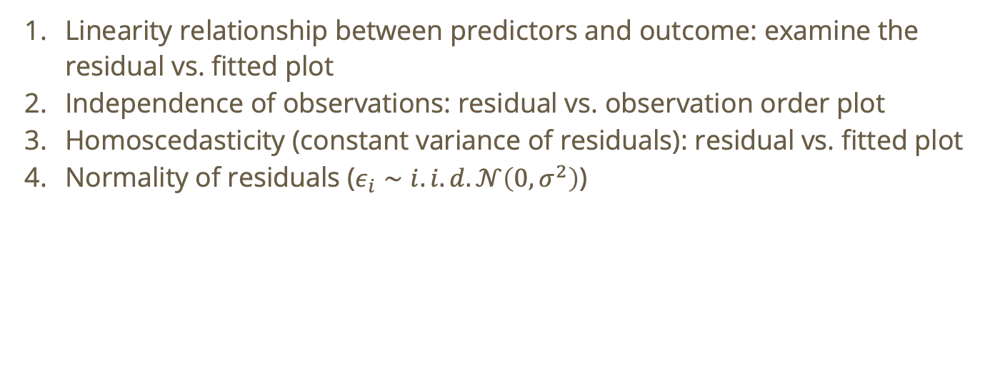 1. Linearity relationship between predictors and outcome: examine the
residual vs. fitted plot
2. Independence of observations: residual vs. observation order plot
3. Homoscedasticity (constant variance of residuals): residual vs. fitted plot
4. Normality of residuals (𝜖ᵢ ~ 𝑖. 𝑖. 𝑑. 𝒩(0, 𝜎²))